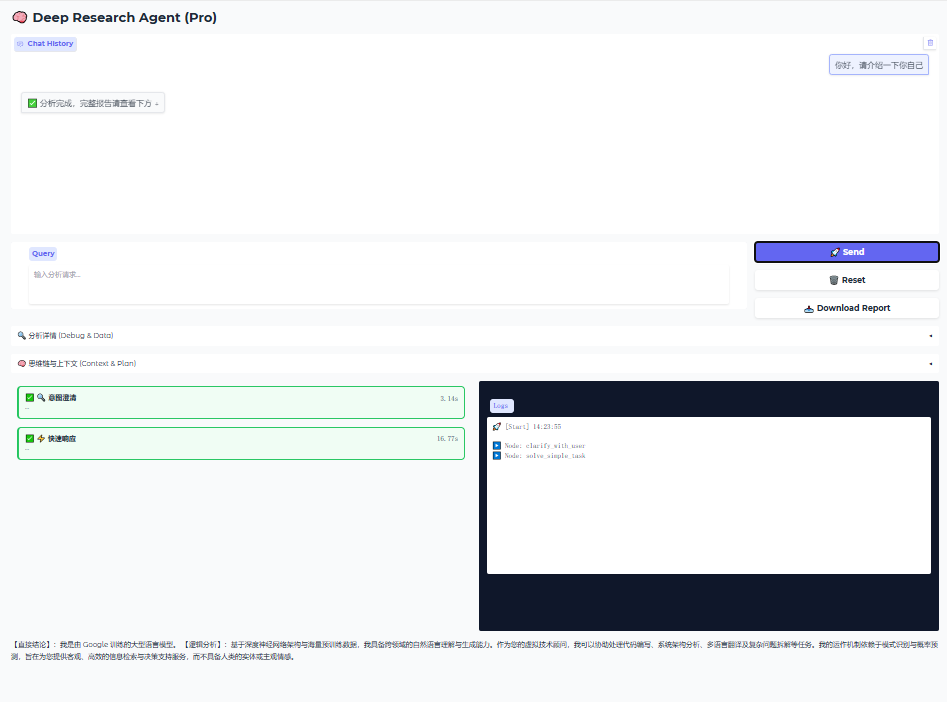 Deep Research Agent (Pro)
Chat History
你好，请介绍一下你自己
分析完成，完整报告请查看下方
Query
输入分析请求...
Send
Reset
Download Report
分析详情 (Debug & Data)
思维链与上下文 (Context & Plan)
意图澄清 3.14s
...
快速响应 16.77s
...
Logs
[Start] 14:23:55
Node: clarify_with_user
Node: solve_simple_task
【直接结论】：我是由 Google 训练的大型语言模型。 【逻辑分析】：基于深度神经网络架构与海量预训练数据，我具备跨领域的自然语言理解与生成能力。作为您的虚拟技术顾问，我可以协助处理代码编写、系统架构分析、多语言翻译及复杂问题拆解等任务。我的运作机制依赖于模式识别与概率预
测，旨在为您提供客观、高效的信息检索与决策支持服务，而不具备人类的实体或主观情感。